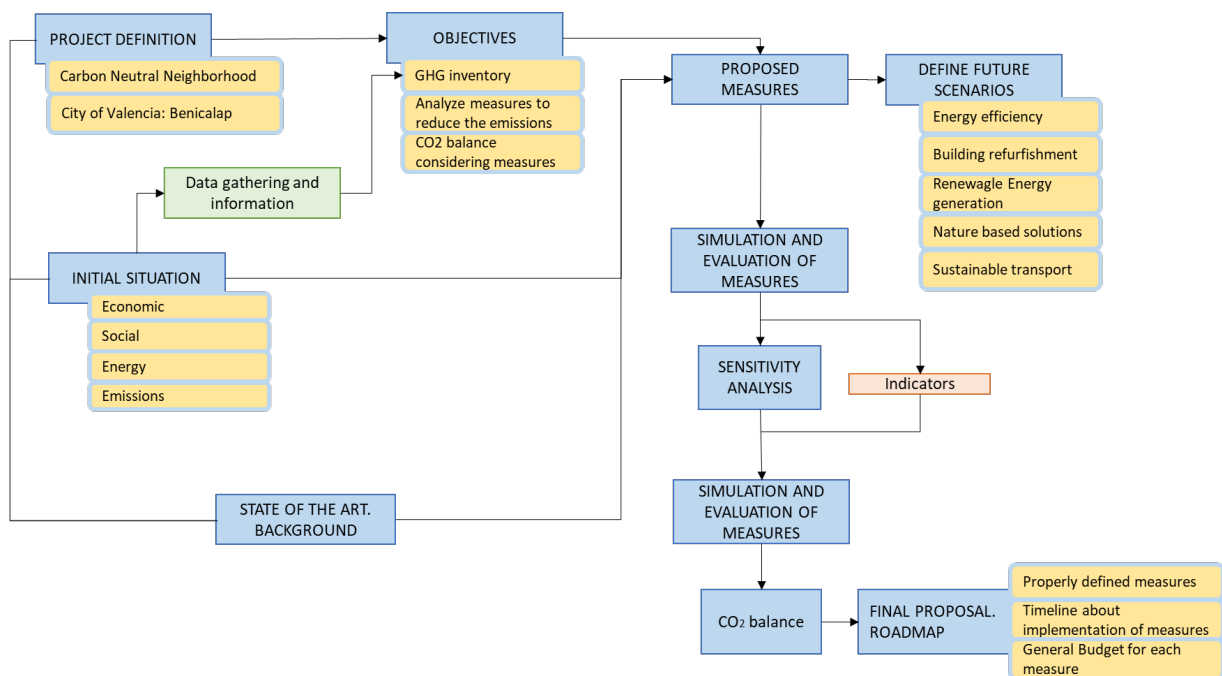 PROJECT DEFINITION
Carbon Neutral Neighborhood
City of Valencia: Benicalap
OBJECTIVES
GHG inventory
Analyze measures to
reduce the emissions
CO2 balance
considering measures
PROPOSED
MEASURES
DEFINE FUTURE
SCENARIOS
Energy efficiency
Building refurfishment
Renewagle Energy
generation
Nature based solutions
Sustainable transport
Data gathering and
information
INITIAL SITUATION
Economic
Social
Energy
Emissions
SIMULATION AND
EVALUATION OF
MEASURES
SENSITIVITY
ANALYSIS
Indicators
STATE OF THE ART.
BACKGROUND
SIMULATION AND
EVALUATION OF
MEASURES
CO2 balance
FINAL PROPOSAL.
ROADMAP
Properly defined measures
Timeline about
implementation of measures
General Budget for each
measure